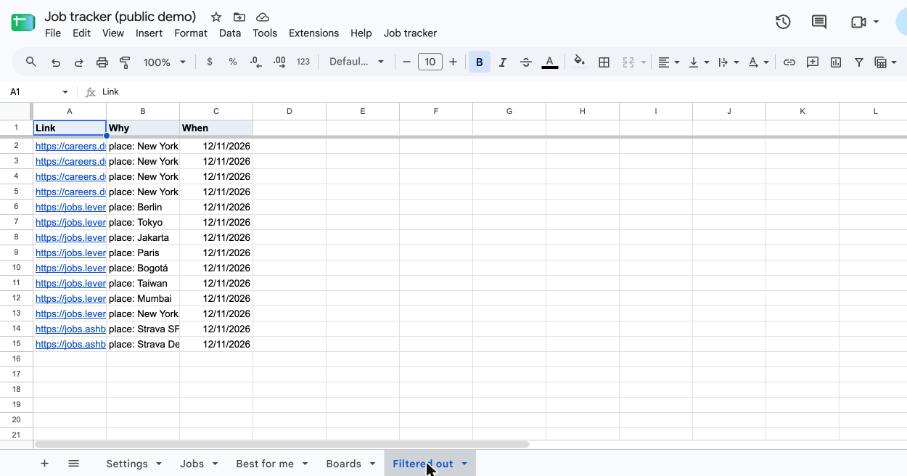 Job tracker (public demo)
File Edit View Insert Format Data Tools Extensions Help Job tracker
100% $ % .0 .00 123 Defaul... 10 B I A
A1 fx Link
A B C D E F G H I J K L
1 Link Why When
2 https://careers.d place: New York 12/11/2026
3 https://careers.d place: New York 12/11/2026
4 https://careers.d place: New York 12/11/2026
5 https://careers.d place: New York 12/11/2026
6 https://jobs.lever place: Berlin 12/11/2026
7 https://jobs.lever place: Tokyo 12/11/2026
8 https://jobs.lever place: Jakarta 12/11/2026
9 https://jobs.lever place: Paris 12/11/2026
10 https://jobs.lever place: Bogotá 12/11/2026
11 https://jobs.lever place: Taiwan 12/11/2026
12 https://jobs.lever place: Mumbai 12/11/2026
13 https://jobs.lever place: New York 12/11/2026
14 https://jobs.ashb place: Strava SF 12/11/2026
15 https://jobs.ashb place: Strava De 12/11/2026
16
17
18
19
20
21
Settings Jobs Best for me Boards Filtered out